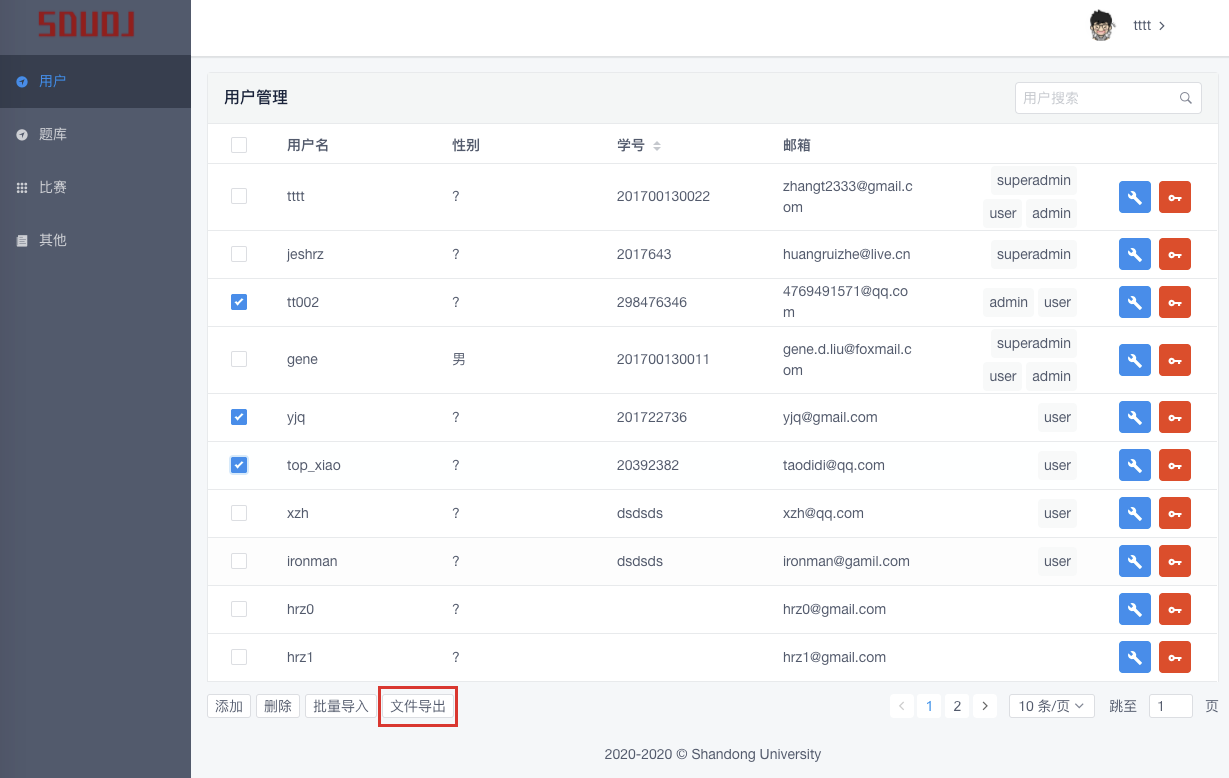 SDUOJ
tttt
用户
题库
比赛
其他
用户管理
用户搜索
用户名 性别 学号 邮箱
tttt ? 201700130022 zhangt2333@gmail.c
om superadmin
user admin
jeshrz ? 2017643 huangruizhe@live.cn superadmin
tt002 ? 298476346 4769491571@qq.co
m admin user
gene 男 201700130011 gene.d.liu@foxmail.c
om superadmin
user admin
yjq ? 201722736 yjq@gmail.com user
top_xiao ? 20392382 taodidi@qq.com user
xzh ? dsdsds xzh@qq.com user
ironman ? dsdsds ironman@gamil.com user
hrz0 ? hrz0@gmail.com
hrz1 ? hrz1@gmail.com
添加 删除 批量导入 文件导出 1 2 10 条/页 跳至 1 页
2020-2020 © Shandong University